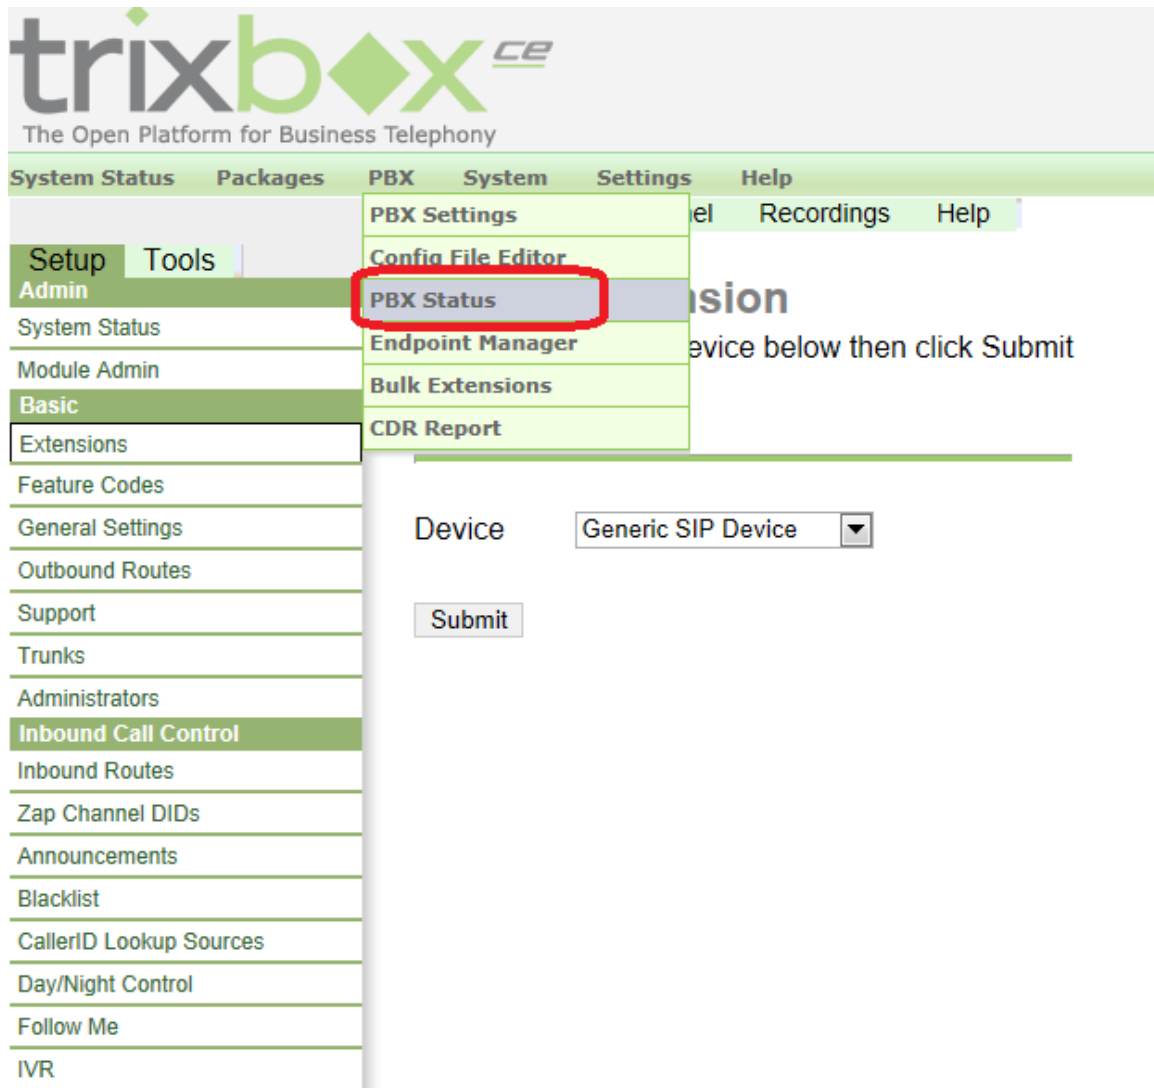 trixbox ce
The Open Platform for Business Telephony
System Status Packages PBX System Settings Help
PBX Settings
Config File Editor
PBX Status
Endpoint Manager
Bulk Extensions
CDR Report
Recordings Help
Setup Tools
Admin
System Status
Module Admin
Basic
Extensions
Feature Codes
General Settings
Outbound Routes
Support
Trunks
Administrators
Inbound Call Control
Inbound Routes
Zap Channel DIDs
Announcements
Blacklist
CallerID Lookup Sources
Day/Night Control
Follow Me
IVR
below then click Submit
Device Generic SIP Device
Submit